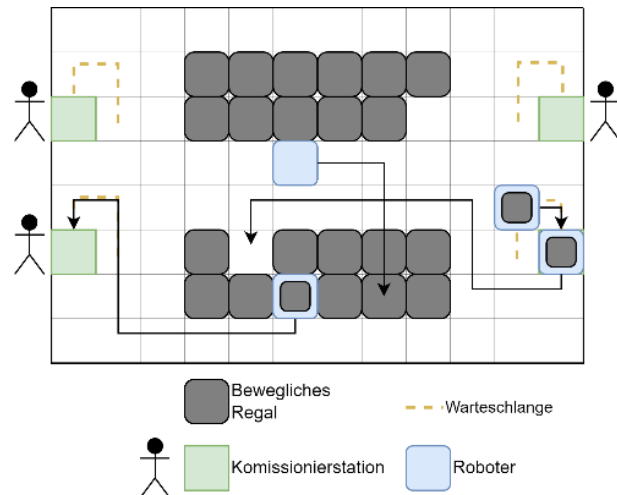 Bewegliches
Regal
Warteschlange
Komissionierstation
Roboter